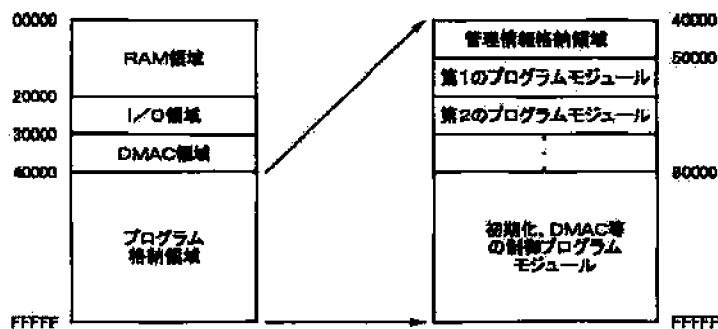 00000
RAM領域
20000
I/O領域
30000
DMAC領域
40000
プログラム
格納領域
FFFFF
40000
管理情報格納領域
50000
第1のプログラムモジュール
第2のプログラムモジュール
80000
初期化、DMAC等
の制御プログラム
モジュール
FFFFF